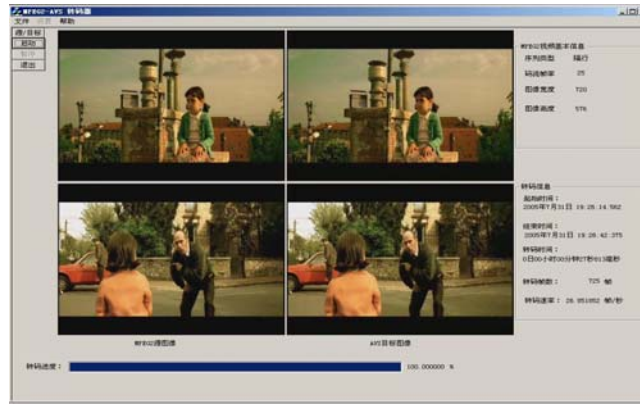 MPEG2-AVS 转码器
文件 设置 帮助
源/目标
启动
暂停
退出
MPEG2视频基本信息
序列类型 隔行
码流帧率 25
图像宽度 720
图像高度 576
转码信息
起始时间：
2005年7月31日 19:28.14.562
结束时间：
2005年7月31日 19:28.42:375
转码时间：
0日00小时00分钟27秒813毫秒
转码帧数： 725 帧
转码速率： 26.851852 帧/秒
MPEG2源图像 AVS目标图像
转码进度： 100.000000 %